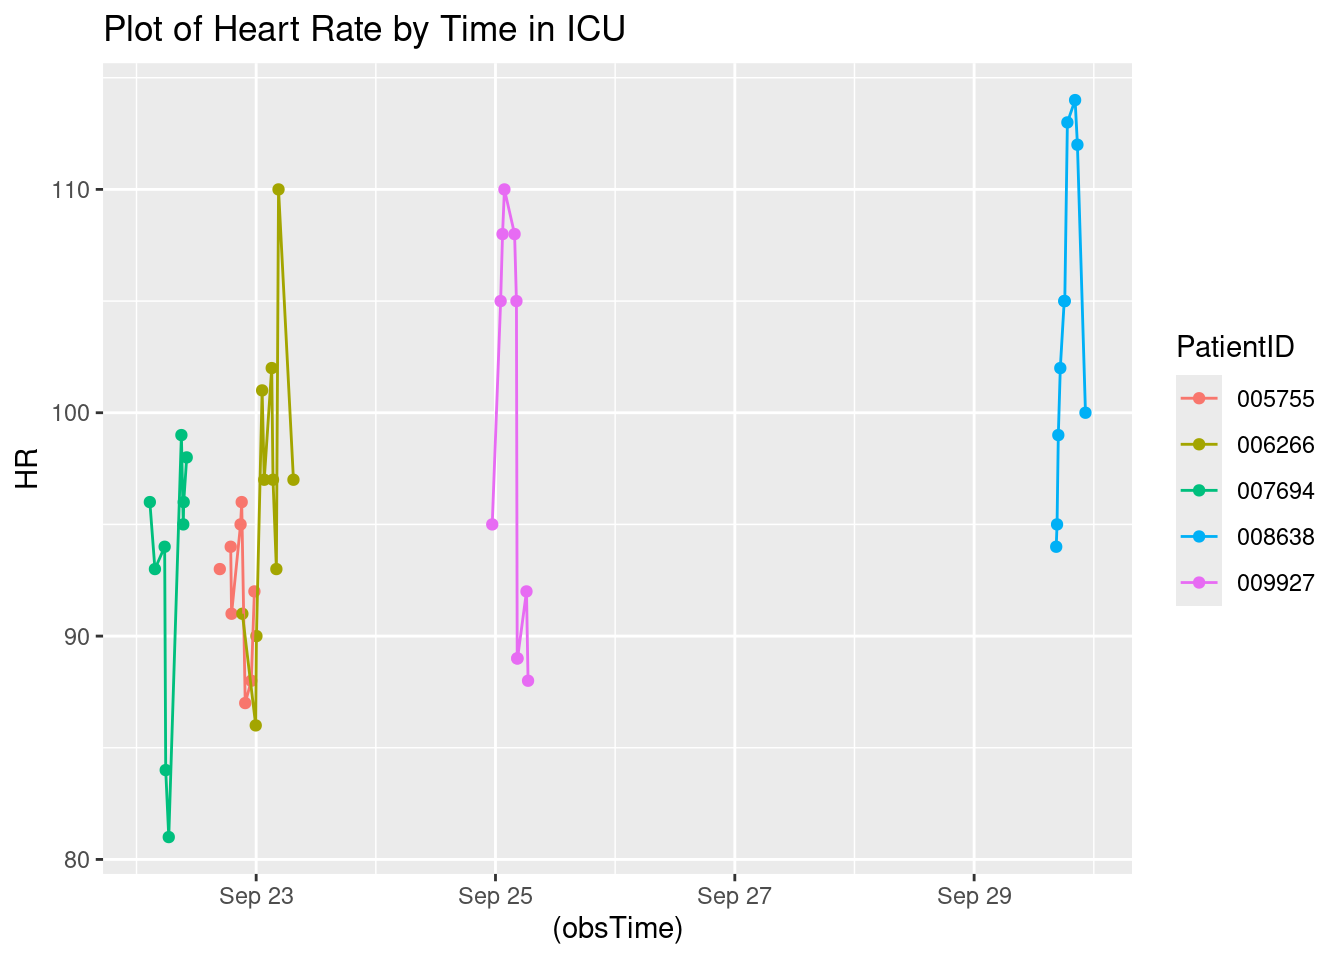 Plot of Heart Rate by Time in ICU
110
100
90
80
HR
Sep 23 Sep 25 Sep 27 Sep 29
(obsTime)
PatientID
005755
006266
007694
008638
009927